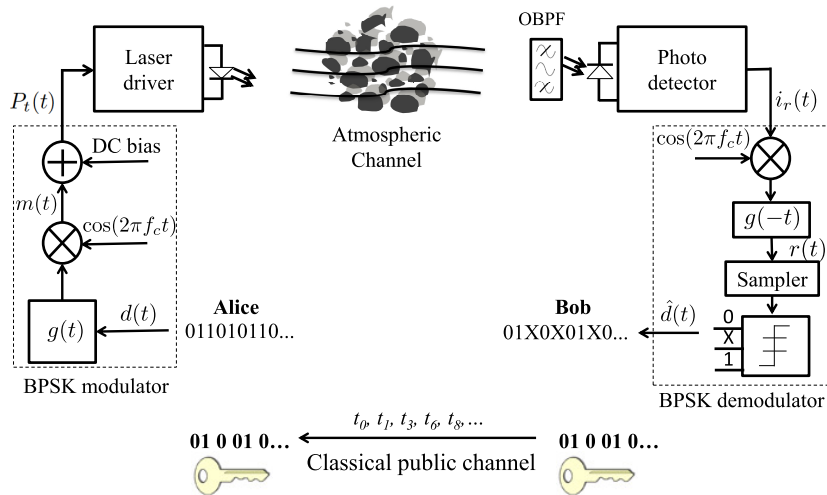 OBPF
Laser
driver
Photo
detector
P_t(t)
i_r(t)
Atmospheric
Channel
DC bias
cos(2πf_ct)
m(t)
cos(2πf_ct)
g(−t)
r(t)
Sampler
Alice
Bob
g(t)
d(t)
011010110...
01X0X01X0...
d̂(t)
0
X
1
BPSK modulator
BPSK demodulator
t_0, t_1, t_3, t_6, t_8,...
01 0 01 0…
01 0 01 0…
Classical public channel